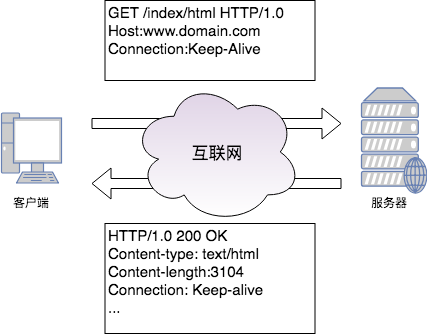 GET /index/html HTTP/1.0
Host:www.domain.com
Connection:Keep-Alive
互联网
客户端
服务器
HTTP/1.0 200 OK
Content-type: text/html
Content-length:3104
Connection: Keep-alive
...